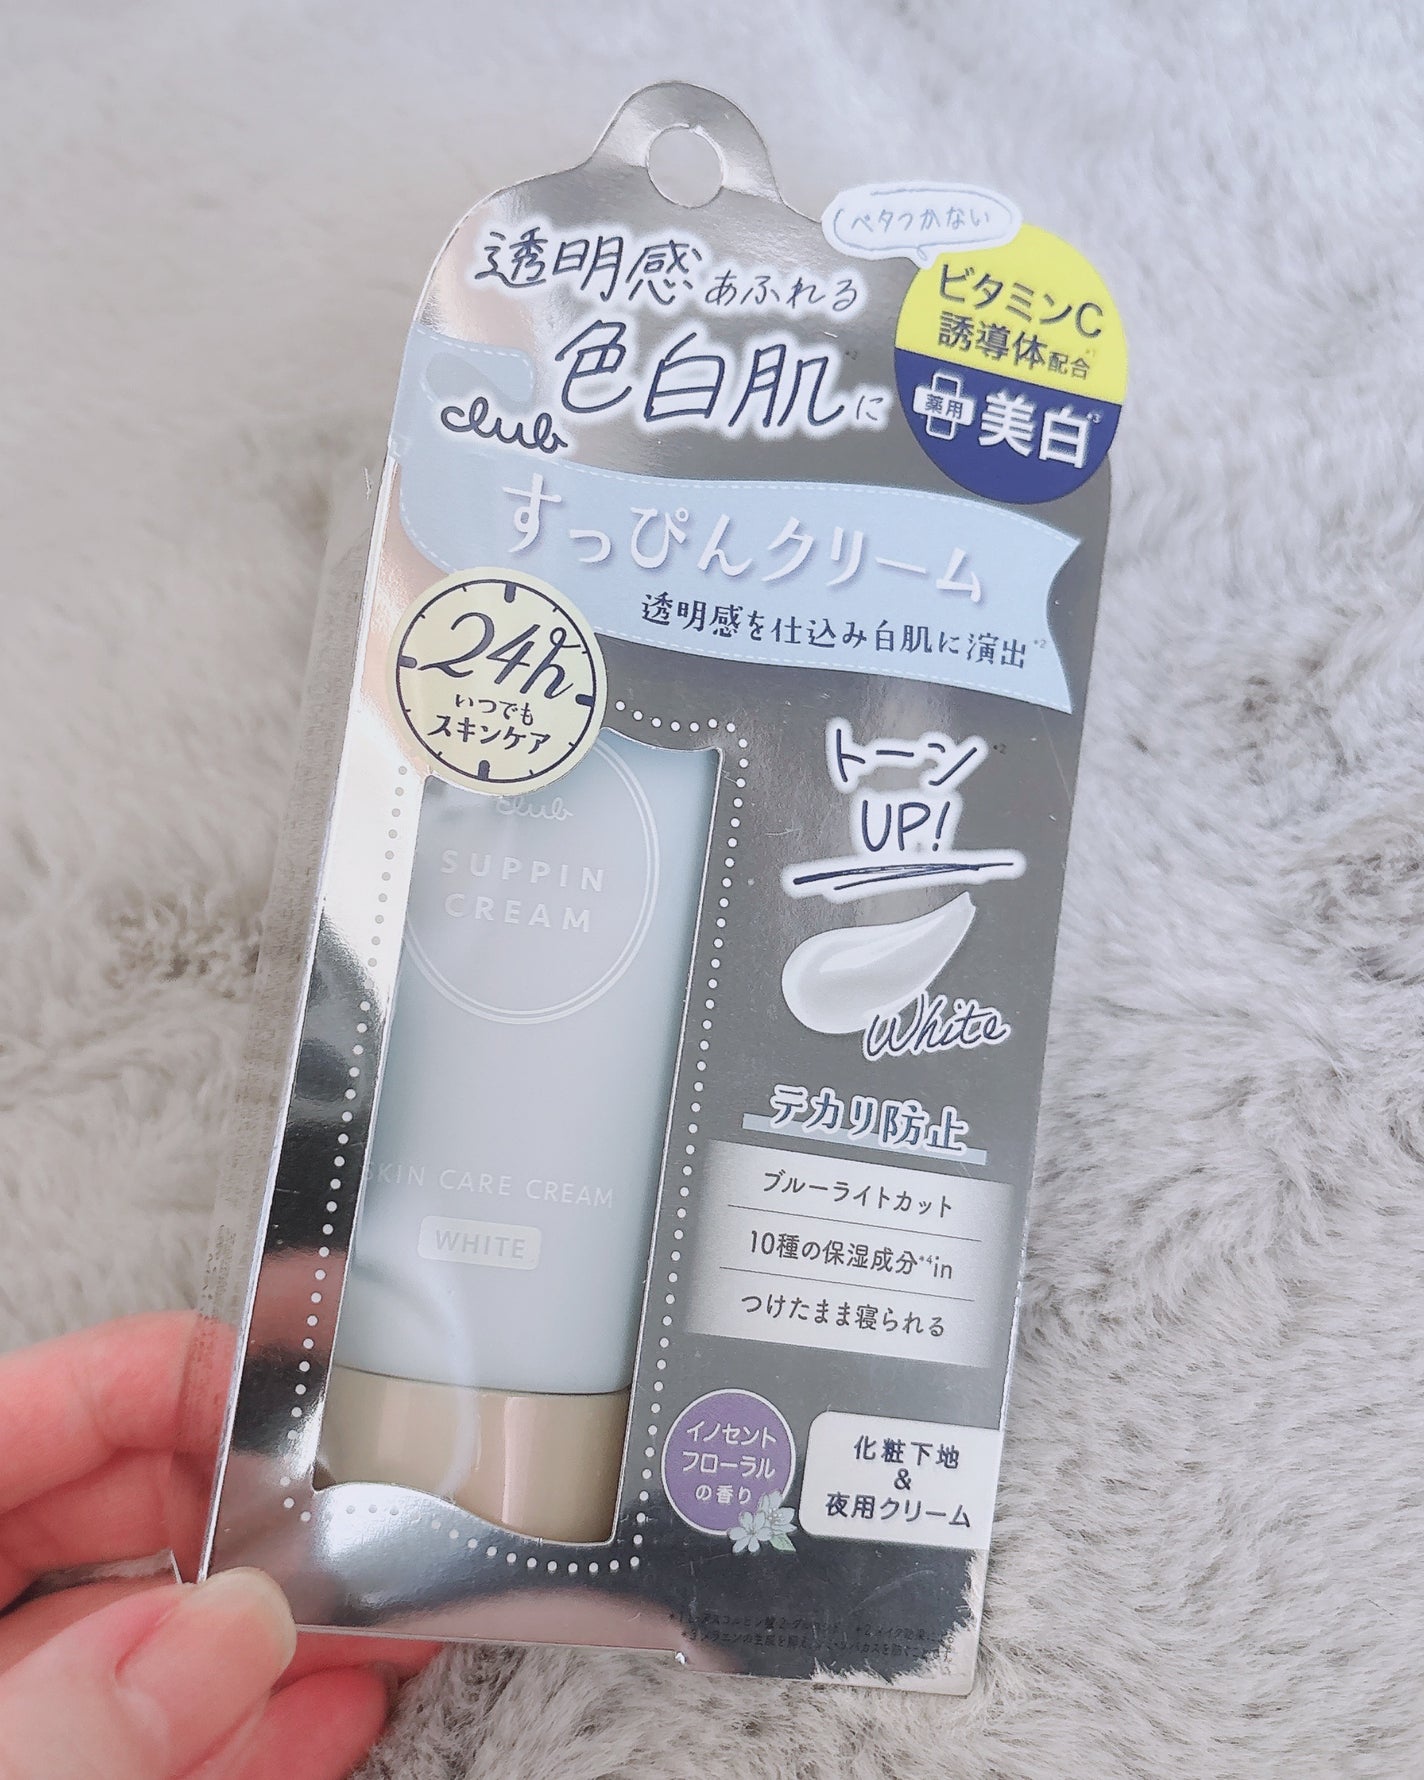 ベタつかない
透明感あふれる
色白肌に
ビタミンC
誘導体配合*1
薬用 美白*3
club
すっぴんクリーム
透明感を仕込み白肌に演出*2
24h
いつでも
スキンケア
トーン*2
UP!
White
club
SUPPIN
CREAM
テカリ防止
SKIN CARE CREAM
WHITE
ブルーライトカット
10種の保湿成分*4in
つけたまま寝られる
イノセント
フローラル
の香り
化粧下地
&
夜用クリーム